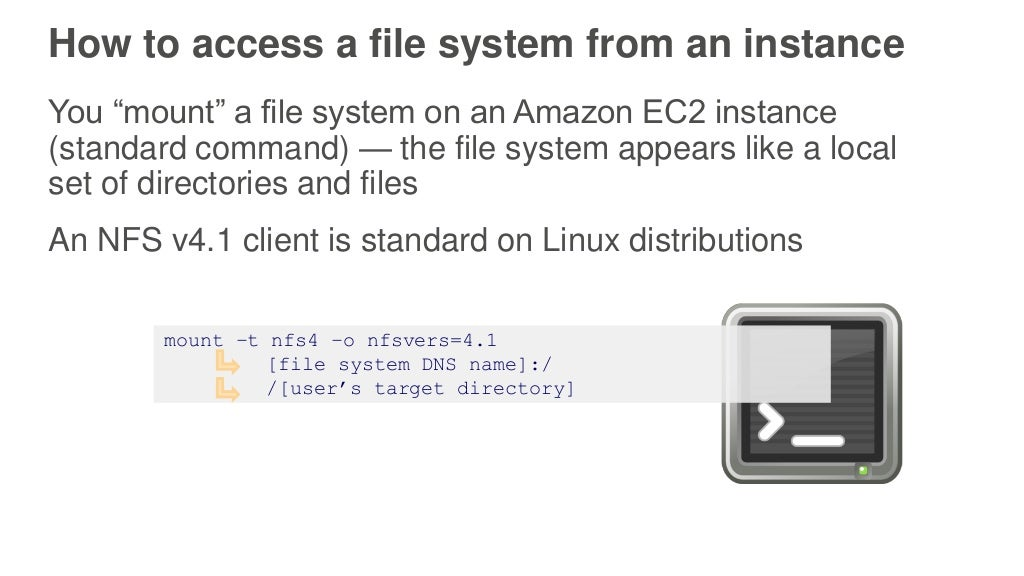 How to access a file system from an instance
You “mount” a file system on an Amazon EC2 instance
(standard command) — the file system appears like a local
set of directories and files
An NFS v4.1 client is standard on Linux distributions
mount –t nfs4 –o nfsvers=4.1
[file system DNS name]:/
/[user’s target directory]